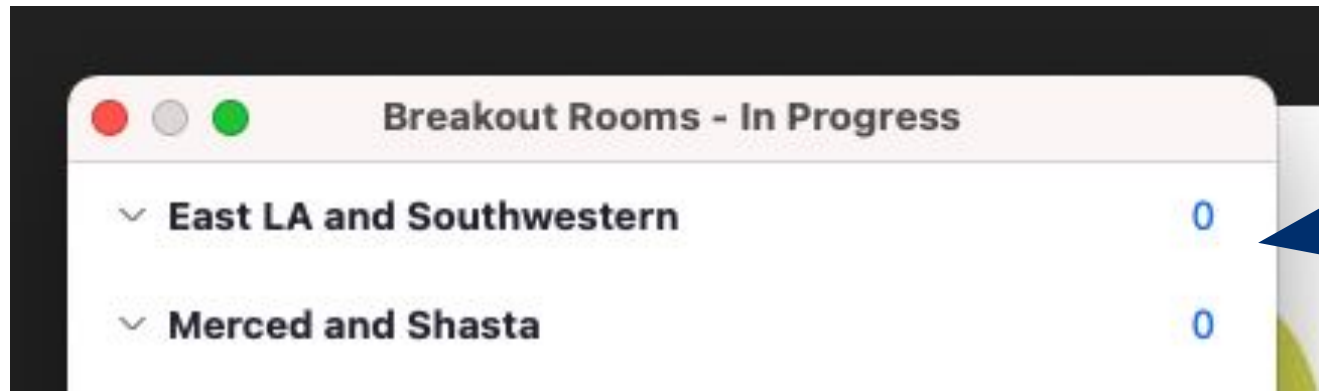 Breakout Rooms - In Progress
East LA and Southwestern 0
Merced and Shasta 0